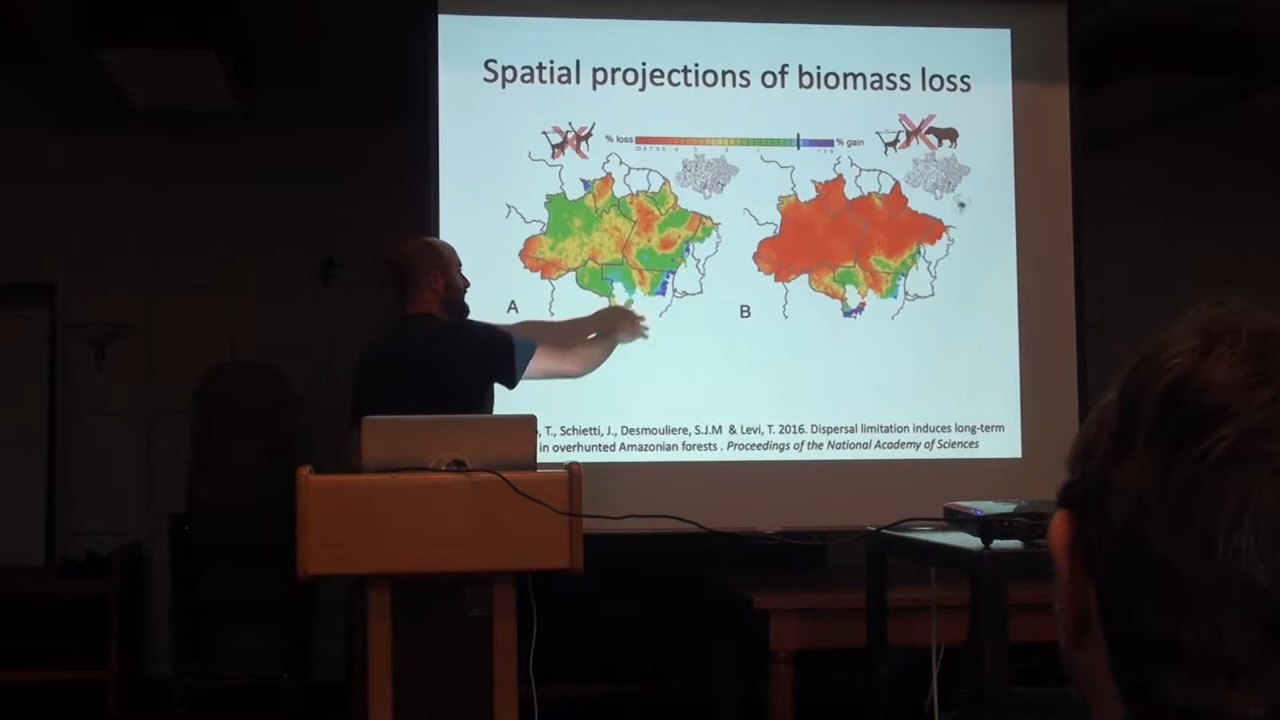 Spatial projections of biomass loss
% loss
% gain
A
B
, T., Schietti, J., Desmouliere, S.J.M & Levi, T. 2016. Dispersal limitation induces long-term
in overhunted Amazonian forests . Proceedings of the National Academy of Sciences